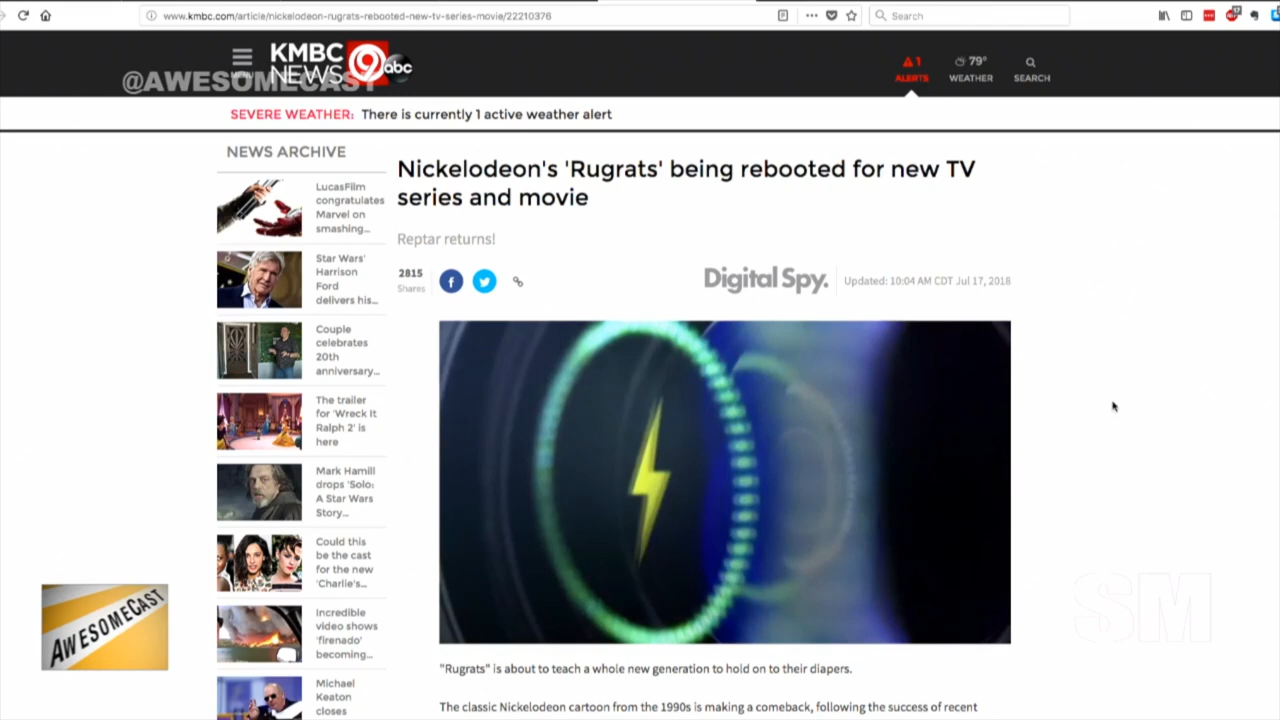 www.kmbc.com/article/nickelodeon-rugrats-rebooted-new-tv-series-movie/22210376
Search
KMBC
NEWS
9
abc
@AWESOMECAST
1
ALERTS
79°
WEATHER
SEARCH
SEVERE WEATHER: There is currently 1 active weather alert
NEWS ARCHIVE
LucasFilm
congratulates
Marvel on
smashing...
Star Wars'
Harrison
Ford
delivers his...
Couple
celebrates
20th
anniversary...
The trailer
for 'Wreck It
Ralph 2' is
here
Mark Hamill
drops 'Solo:
A Star Wars
Story...
Could this
be the cast
for the new
'Charlie's...
Incredible
video shows
'firenado'
becoming...
Michael
Keaton
closes
Nickelodeon's 'Rugrats' being rebooted for new TV
series and movie
Reptar returns!
2815
Shares
Digital Spy.
Updated: 10:04 AM CDT Jul 17, 2018
"Rugrats" is about to teach a whole new generation to hold on to their diapers.
The classic Nickelodeon cartoon from the 1990s is making a comeback, following the success of recent
AWESOMECAST
SM